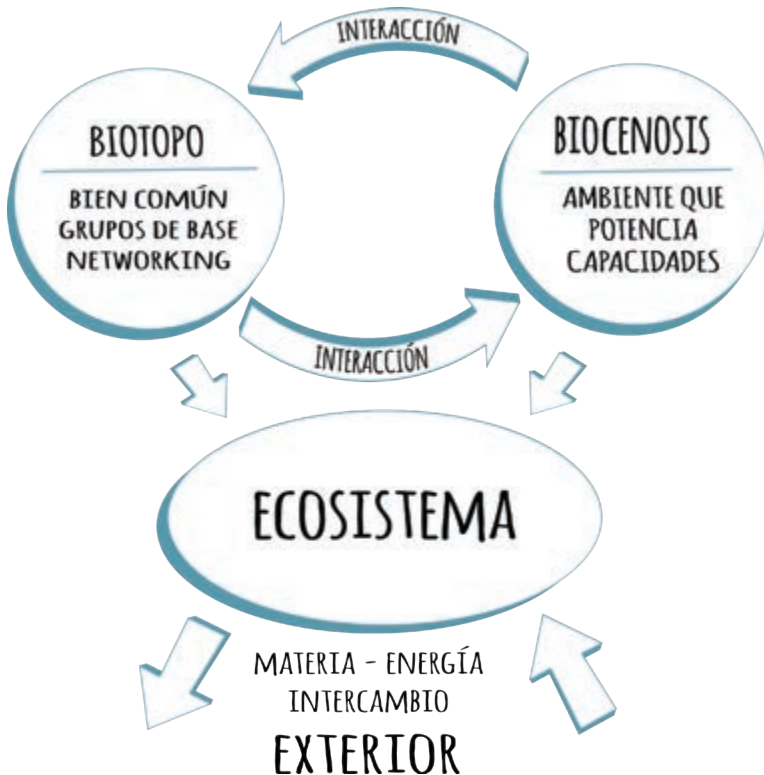 INTERACCIÓN
BIOTOPO
BIEN COMÚN
GRUPOS DE BASE
NETWORKING
BIOCENOSIS
AMBIENTE QUE
POTENCIA
CAPACIDADES
INTERACCIÓN
ECOSISTEMA
MATERIA - ENERGÍA
INTERCAMBIO
EXTERIOR